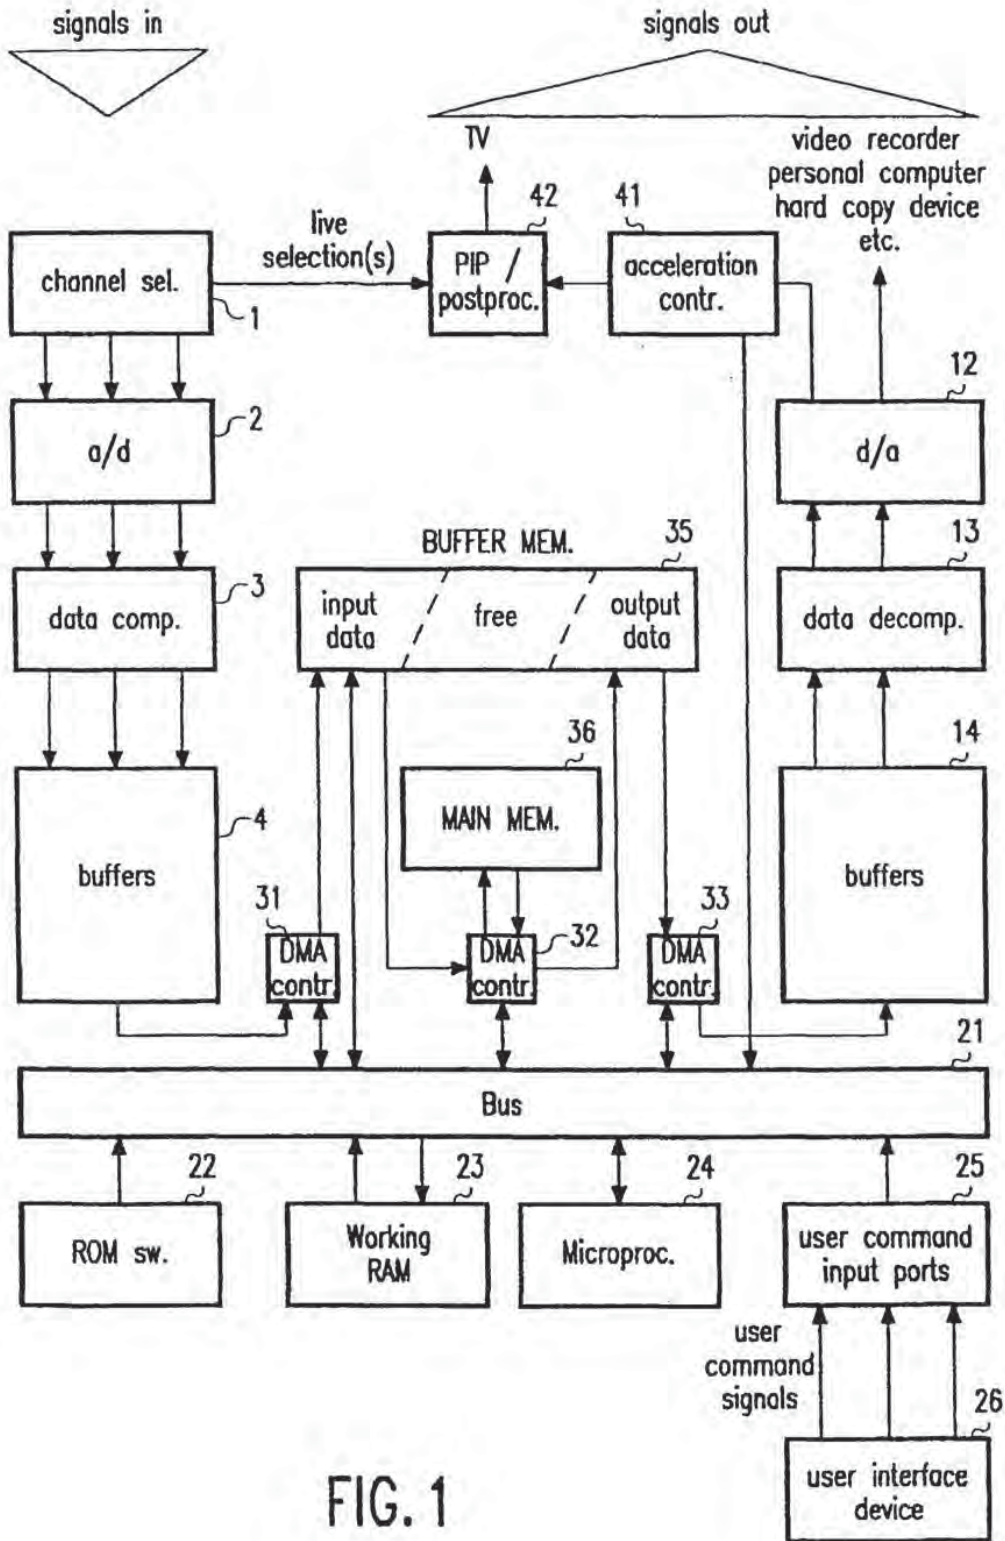 signals in
signals out
TV
video recorder
personal computer
hard copy device
etc.
42
41
live
selection(s)
channel sel.
1
PIP /
postproc.
acceleration
contr.
12
2
a/d
d/a
BUFFER MEM.
35
13
3
data comp.
input
data
free
output
data
data decomp.
36
14
4
MAIN MEM.
buffers
buffers
31
32
33
DMA
contr.
DMA
contr.
DMA
contr.
21
Bus
22
23
24
25
ROM sw.
Working
RAM
Microproc.
user command
input ports
user
command
signals
26
user interface
device
FIG. 1